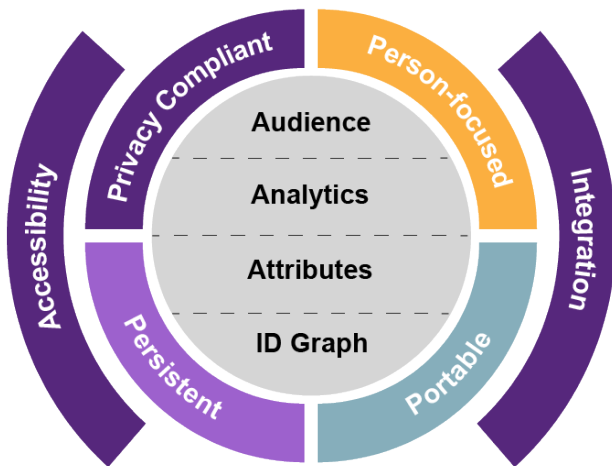 Privacy Compliant
Person-focused
Audience
Analytics
Attributes
ID Graph
Accessibility
Integration
Persistent
Portable